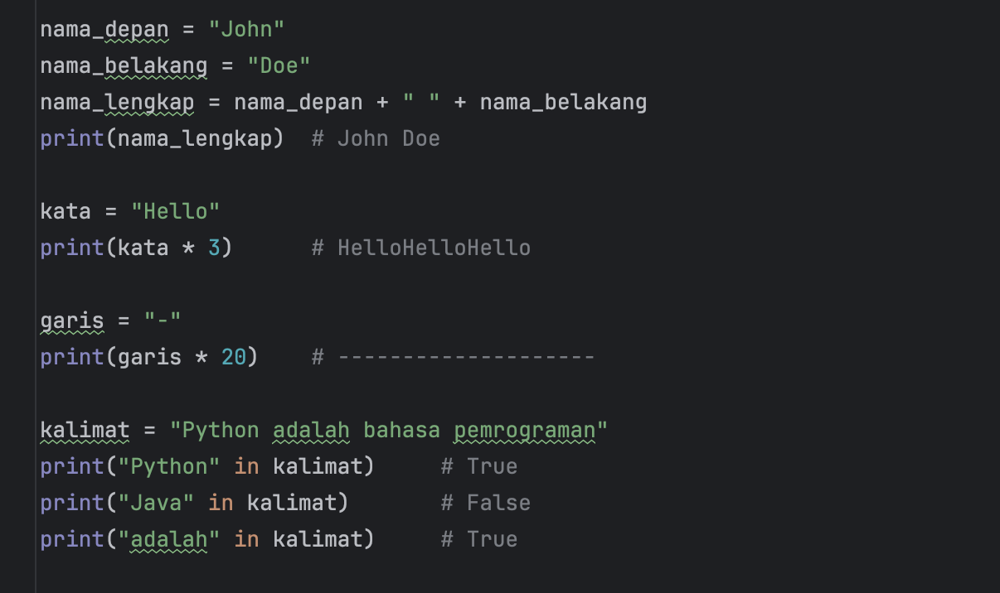 nama_depan = "John"
nama_belakang = "Doe"
nama_lengkap = nama_depan + " " + nama_belakang
print(nama_lengkap)  # John Doe

kata = "Hello"
print(kata * 3)      # HelloHelloHello

garis = "-"
print(garis * 20)    # --------------------

kalimat = "Python adalah bahasa pemrograman"
print("Python" in kalimat)     # True
print("Java" in kalimat)       # False
print("adalah" in kalimat)     # True